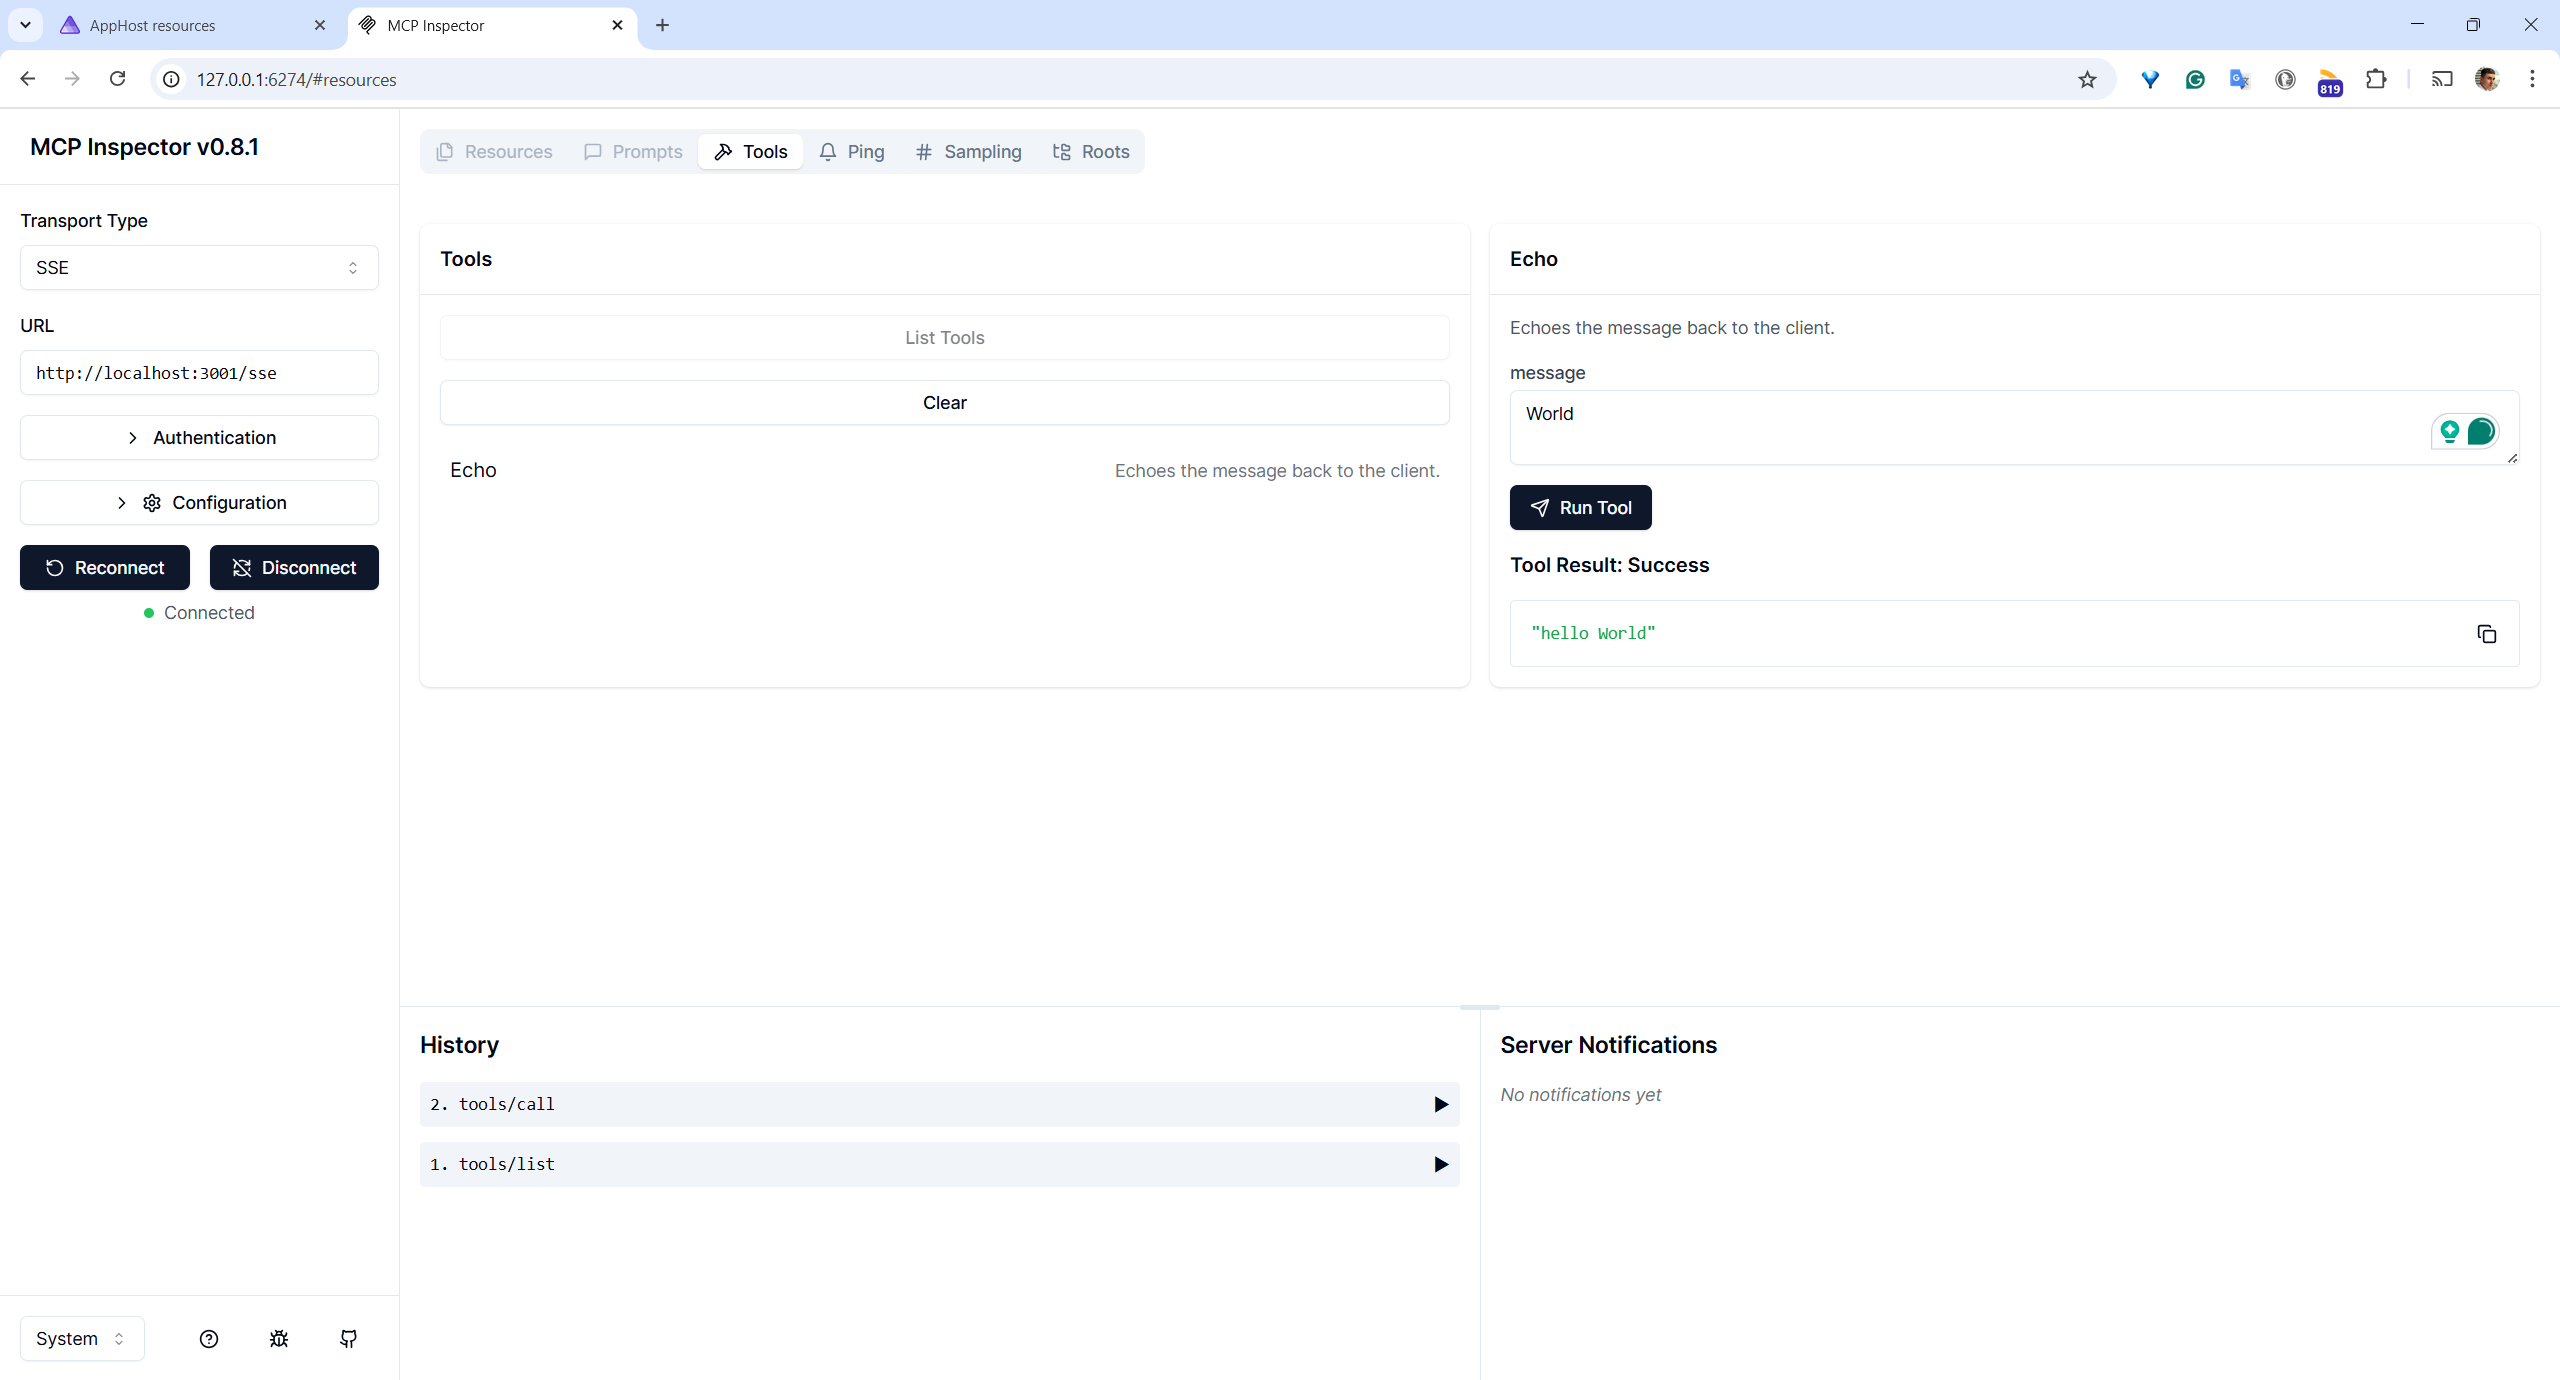 AppHost resources
MCP Inspector
127.0.0.1:6274/#resources
819
MCP Inspector v0.8.1
Transport Type
SSE
URL
http://localhost:3001/sse
Authentication
Configuration
Reconnect
Disconnect
Connected
System
Resources
Prompts
Tools
Ping
Sampling
Roots
Tools
List Tools
Clear
Echo
Echoes the message back to the client.
Echo
Echoes the message back to the client.
message
World
Run Tool
Tool Result: Success
"hello World"
History
2. tools/call
1. tools/list
Server Notifications
No notifications yet